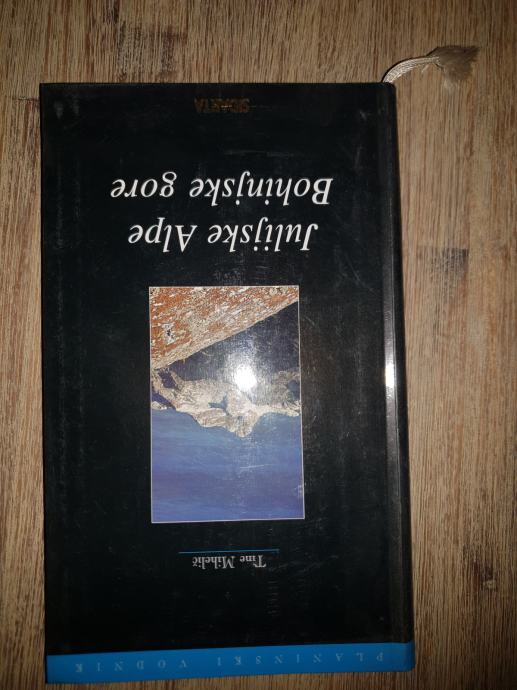 PLANINSKI VODNIK
Tine Mihelič
Julijske Alpe
Bohinjske gore
SIDARTA